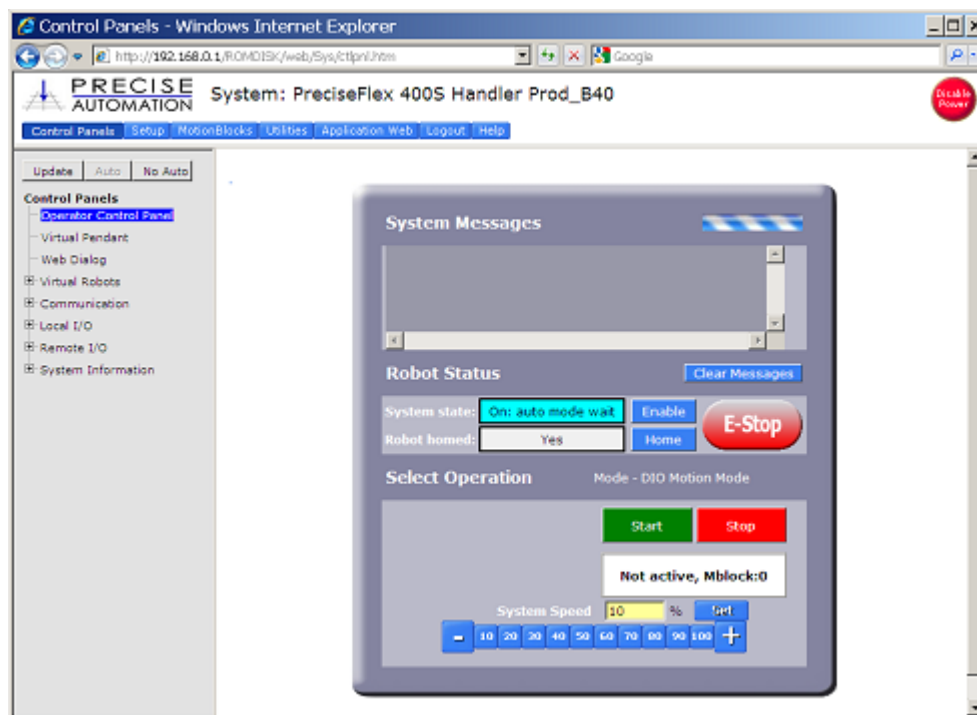 Control Panels - Windows Internet Explorer
http://192.168.0.1/ROMDISK/web/Sys/ctlpnl.htm
Google
PRECISE
AUTOMATION
System: PreciseFlex 400S Handler Prod_B40
Disable
Power
Control Panels Setup MotionBlocks Utilities Application Web Logout Help
Update Auto No Auto
Control Panels
Operator Control Panel
Virtual Pendant
Web Dialog
Virtual Robots
Communication
Local I/O
Remote I/O
System Information
System Messages
Robot Status
Clear Messages
System state: On: auto mode wait Enable
E-Stop
Robot homed: Yes Home
Select Operation Mode - DIO Motion Mode
Start Stop
Not active, Mblock:0
System Speed 10 % Set
- 10 20 30 40 50 60 70 80 90 100 +